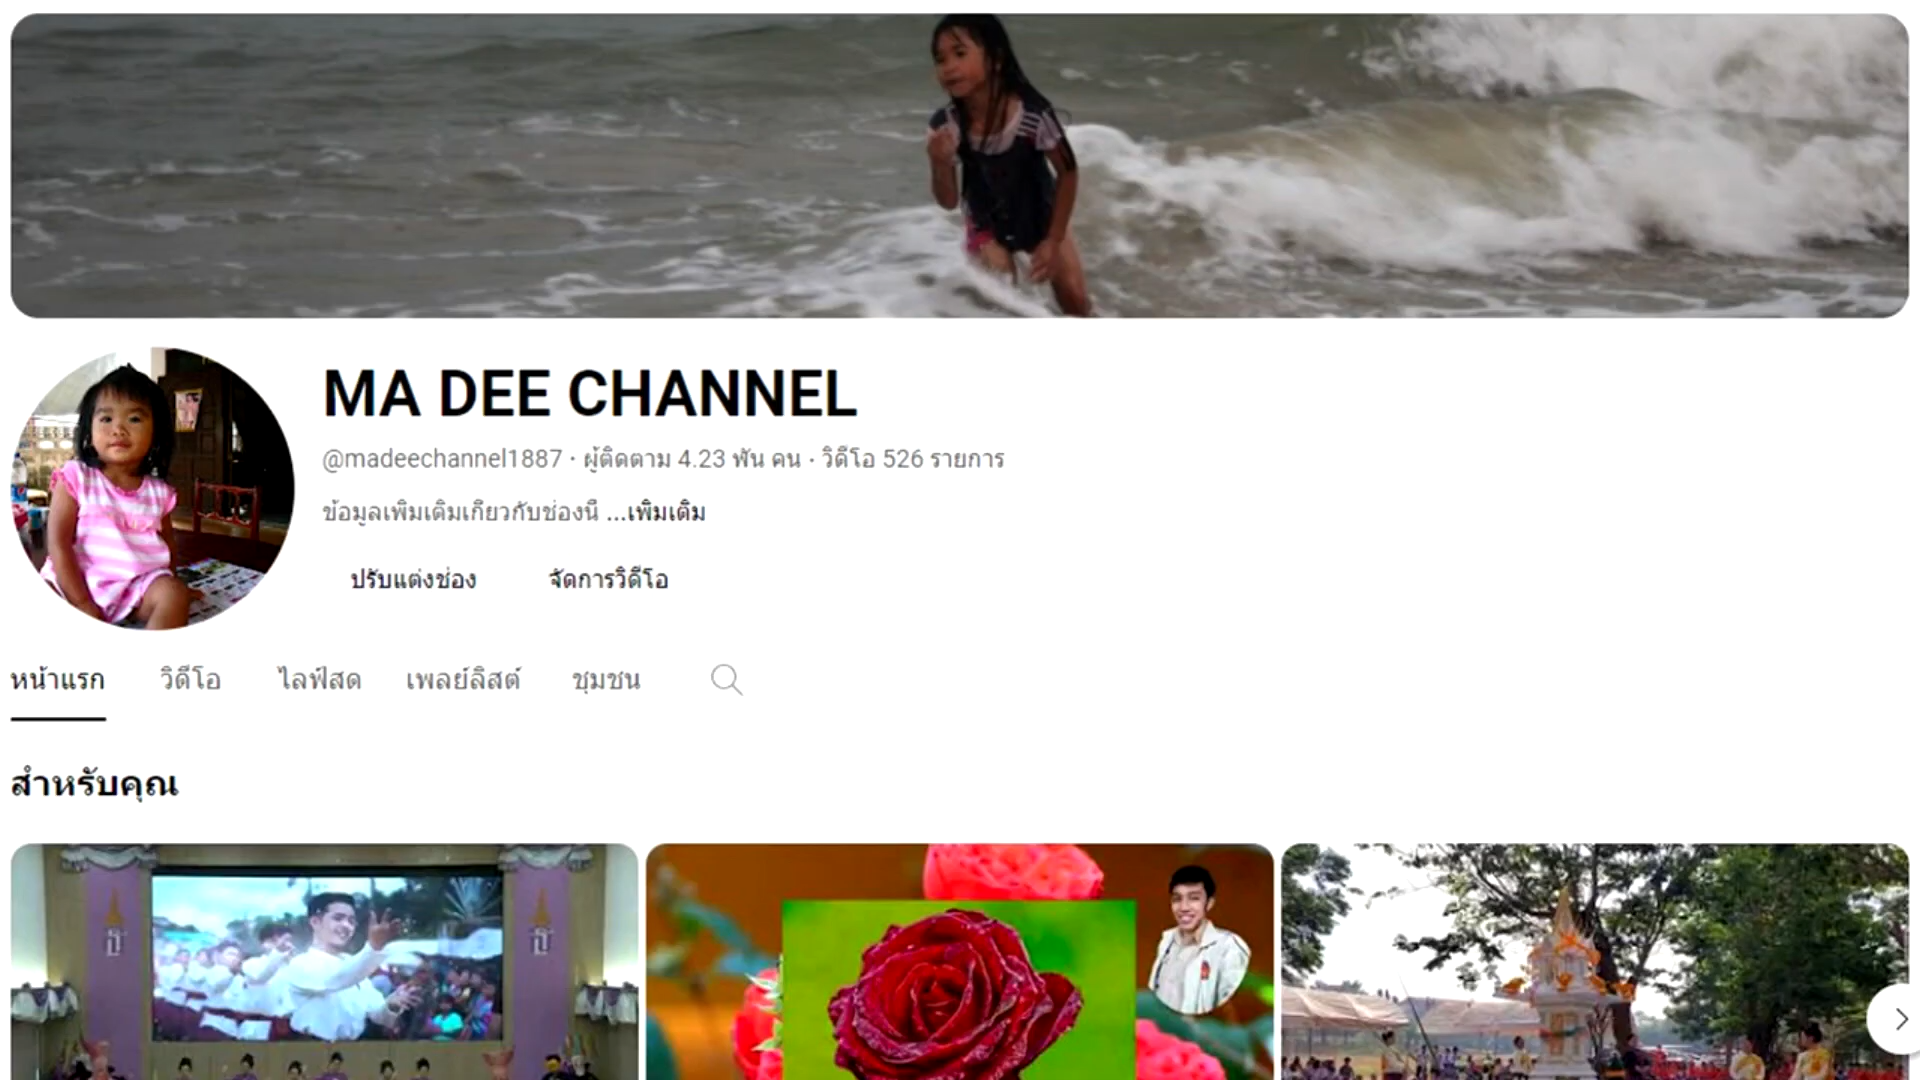 MA DEE CHANNEL
@madeechannel1887 · ผู้ติดตาม 4.23 พัน คน · วิดีโอ 526 รายการ
ข้อมูลเพิ่มเติมเกี่ยวกับช่องนี้ ...เพิ่มเติม
ปรับแต่งช่อง จัดการวิดีโอ
หน้าแรก วิดีโอ ไลฟ์สด เพลย์ลิสต์ ชุมชน
สำหรับคุณ